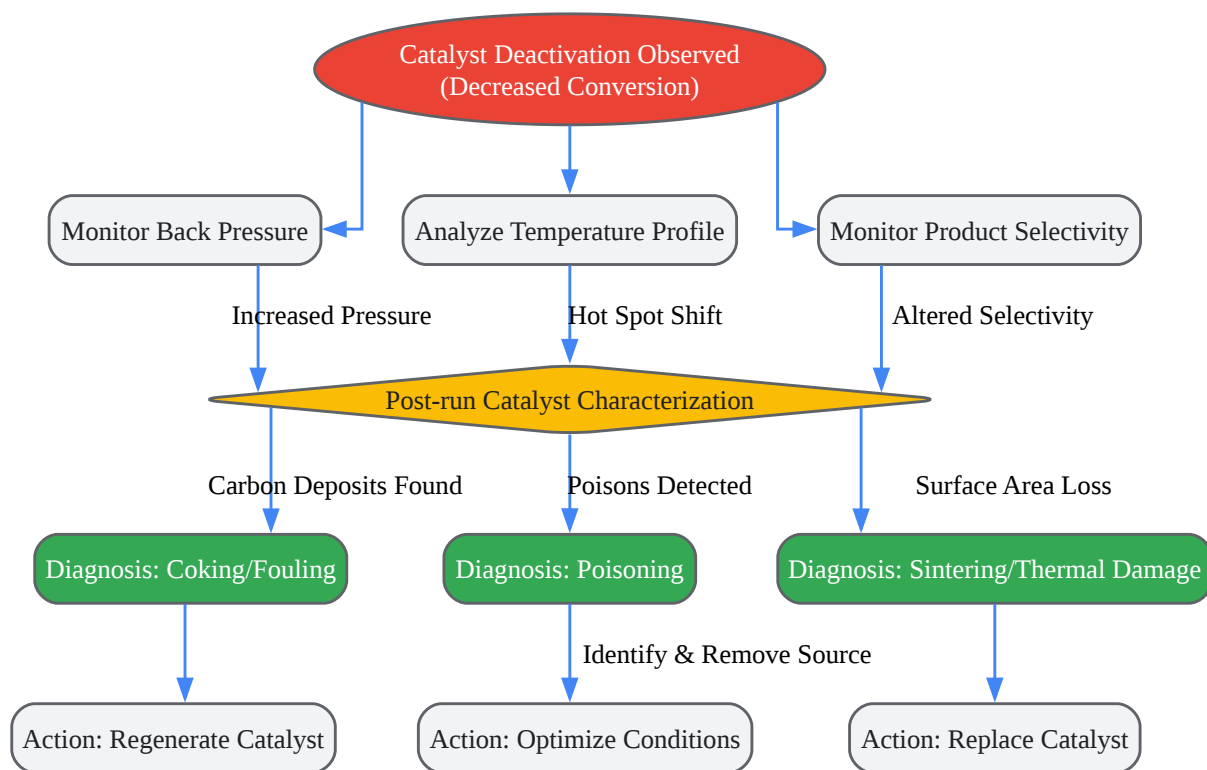 Catalyst Deactivation Observed
(Decreased Conversion)
Monitor Back Pressure
Analyze Temperature Profile
Monitor Product Selectivity
Increased Pressure
Hot Spot Shift
Altered Selectivity
Post-run Catalyst Characterization
Carbon Deposits Found
Poisons Detected
Surface Area Loss
Diagnosis: Coking/Fouling
Diagnosis: Poisoning
Diagnosis: Sintering/Thermal Damage
Identify & Remove Source
Action: Regenerate Catalyst
Action: Optimize Conditions
Action: Replace Catalyst